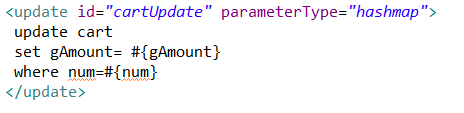 <update id="cartUpdate" parameterType="hashmap">
update cart
set gAmount= #{gAmount}
where num=#{num}
</update>